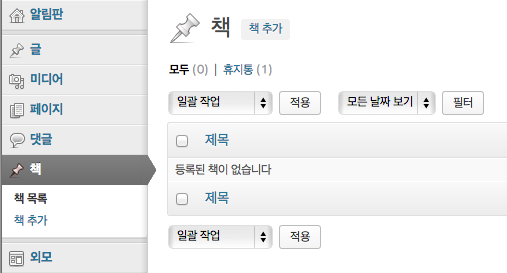 알림판
글
미디어
페이지
댓글
책
책 목록
책 추가
외모
책 책 추가
모두 (0) | 휴지통 (1)
일괄 작업 적용 모든 날짜 보기 필터
제목
등록된 책이 없습니다
제목
일괄 작업 적용